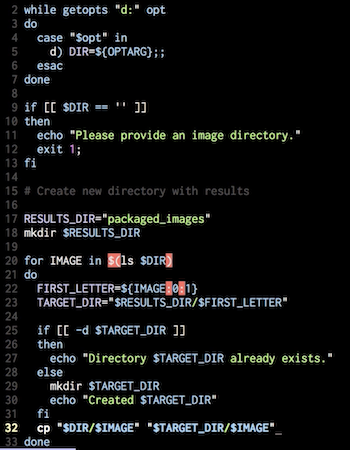 2 while getopts "d:" opt
3 do
4   case "$opt" in
5     d) DIR=${OPTARG};;
6   esac
7 done
8
9 if [[ $DIR == '' ]]
10 then
11   echo "Please provide an image directory."
12   exit 1;
13 fi
14
15 # Create new directory with results
16
17 RESULTS_DIR="packaged_images"
18 mkdir $RESULTS_DIR
19
20 for IMAGE in $(ls $DIR)
21 do
22   FIRST_LETTER=${IMAGE:0:1}
23   TARGET_DIR="$RESULTS_DIR/$FIRST_LETTER"
24
25   if [[ -d $TARGET_DIR ]]
26   then
27     echo "Directory $TARGET_DIR already exists."
28   else
29     mkdir $TARGET_DIR
30     echo "Created $TARGET_DIR"
31   fi
32   cp "$DIR/$IMAGE" "$TARGET_DIR/$IMAGE"_
33 done